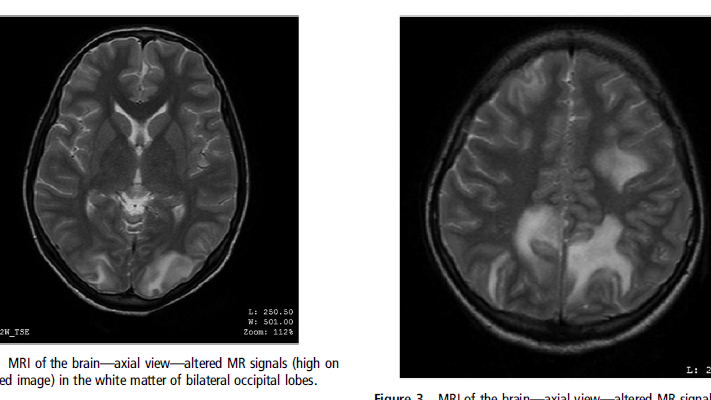 L: 250.50
W: 501.00
Zoom: 112%
2W_TSE
MRI of the brain—axial view—altered MR signals (high on
ed image) in the white matter of bilateral occipital lobes.
L: 2
Figure 3 MRI of the brain—axial view—altered MR signal